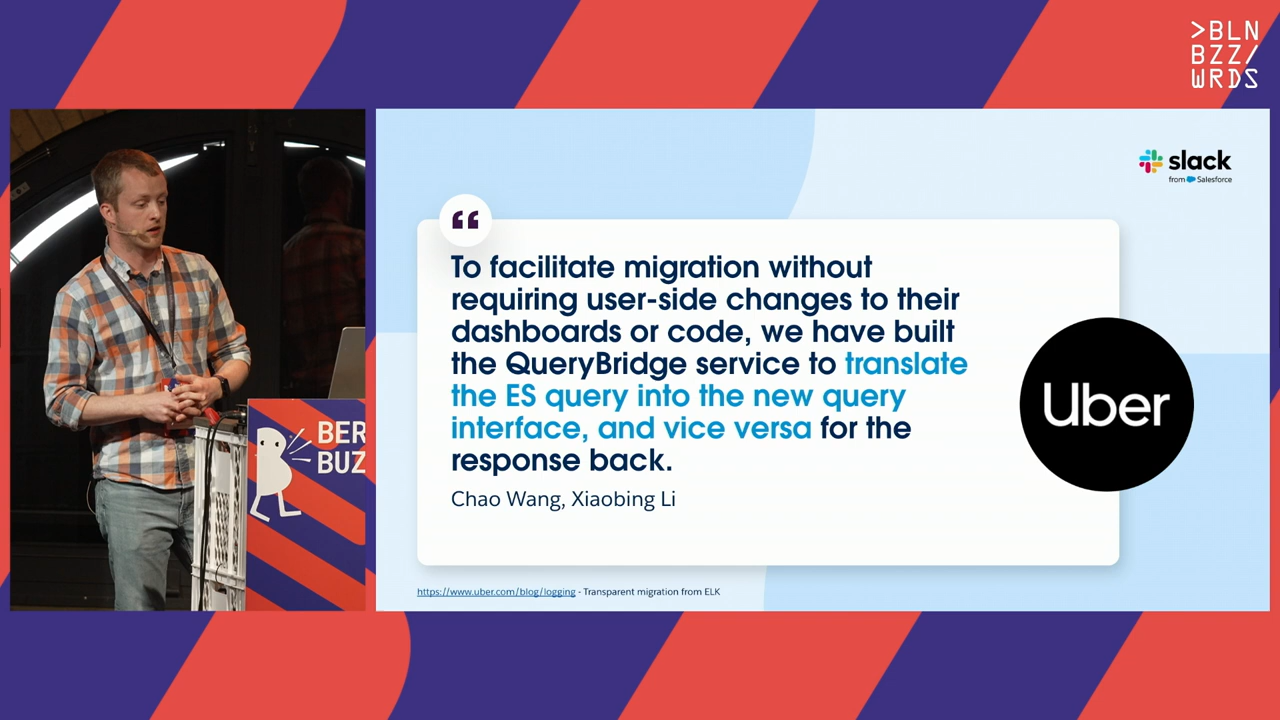 >BLN
BZZ/
WRDS
slack
from Salesforce
To facilitate migration without
requiring user-side changes to their
dashboards or code, we have built
the QueryBridge service to translate
the ES query into the new query
interface, and vice versa for the
response back.
Chao Wang, Xiaobing Li
Uber
https://www.uber.com/blog/logging - Transparent migration from ELK
BER
BUZ